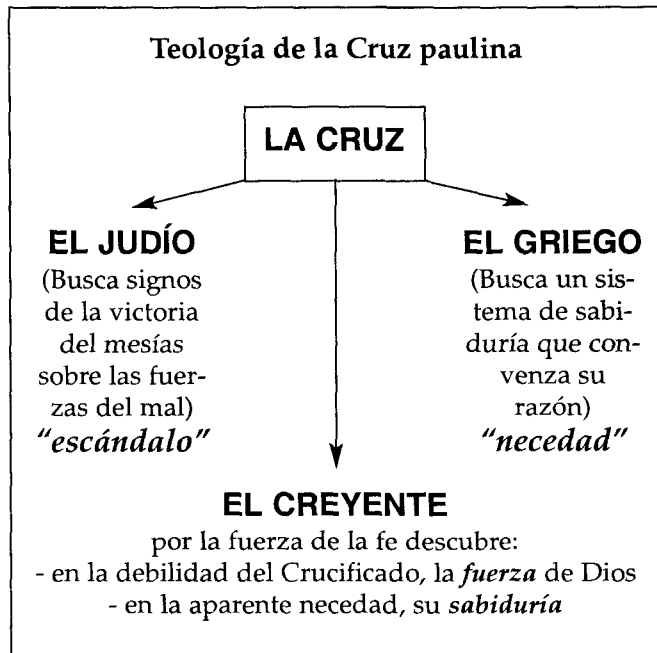 Teología de la Cruz paulina
LA CRUZ
EL JUDÍO
(Busca signos
de la victoria
del mesías
sobre las fuer-
zas del mal)
"escándalo"
EL GRIEGO
(Busca un sis-
tema de sabi-
duría que con-
venza su
razón)
"necedad"
EL CREYENTE
por la fuerza de la fe descubre:
- en la debilidad del Crucificado, la fuerza de Dios
- en la aparente necedad, su sabiduría